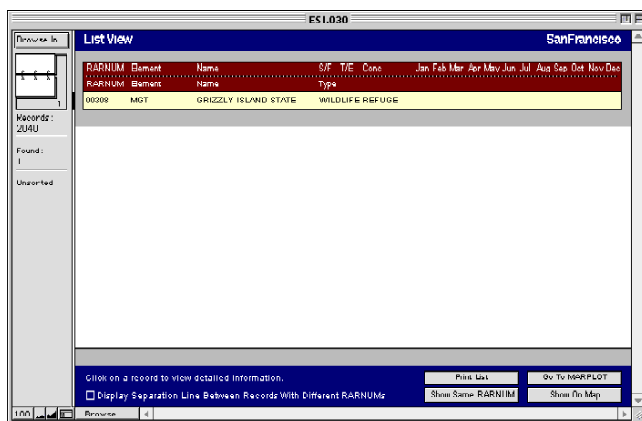 ESI.030
Browse
List View
SanFrancisco
RARNUM Element Name S/F T/E Conc Jan Feb Mar Apr May Jun Jul Aug Sep Oct Nov Dec
RARNUM Element Name Type
MGT GRIZZLY ISLAND STATE WILDLIFE REFUGE
1
Records:
2040
Found:
1
Unsorted
Click on a record to view detailed information.
Print List
Go To MARPLOT
Display Separation Line Between Records With Different RARNUMs
Show Same RARNUM
Show On Map
100
Browse